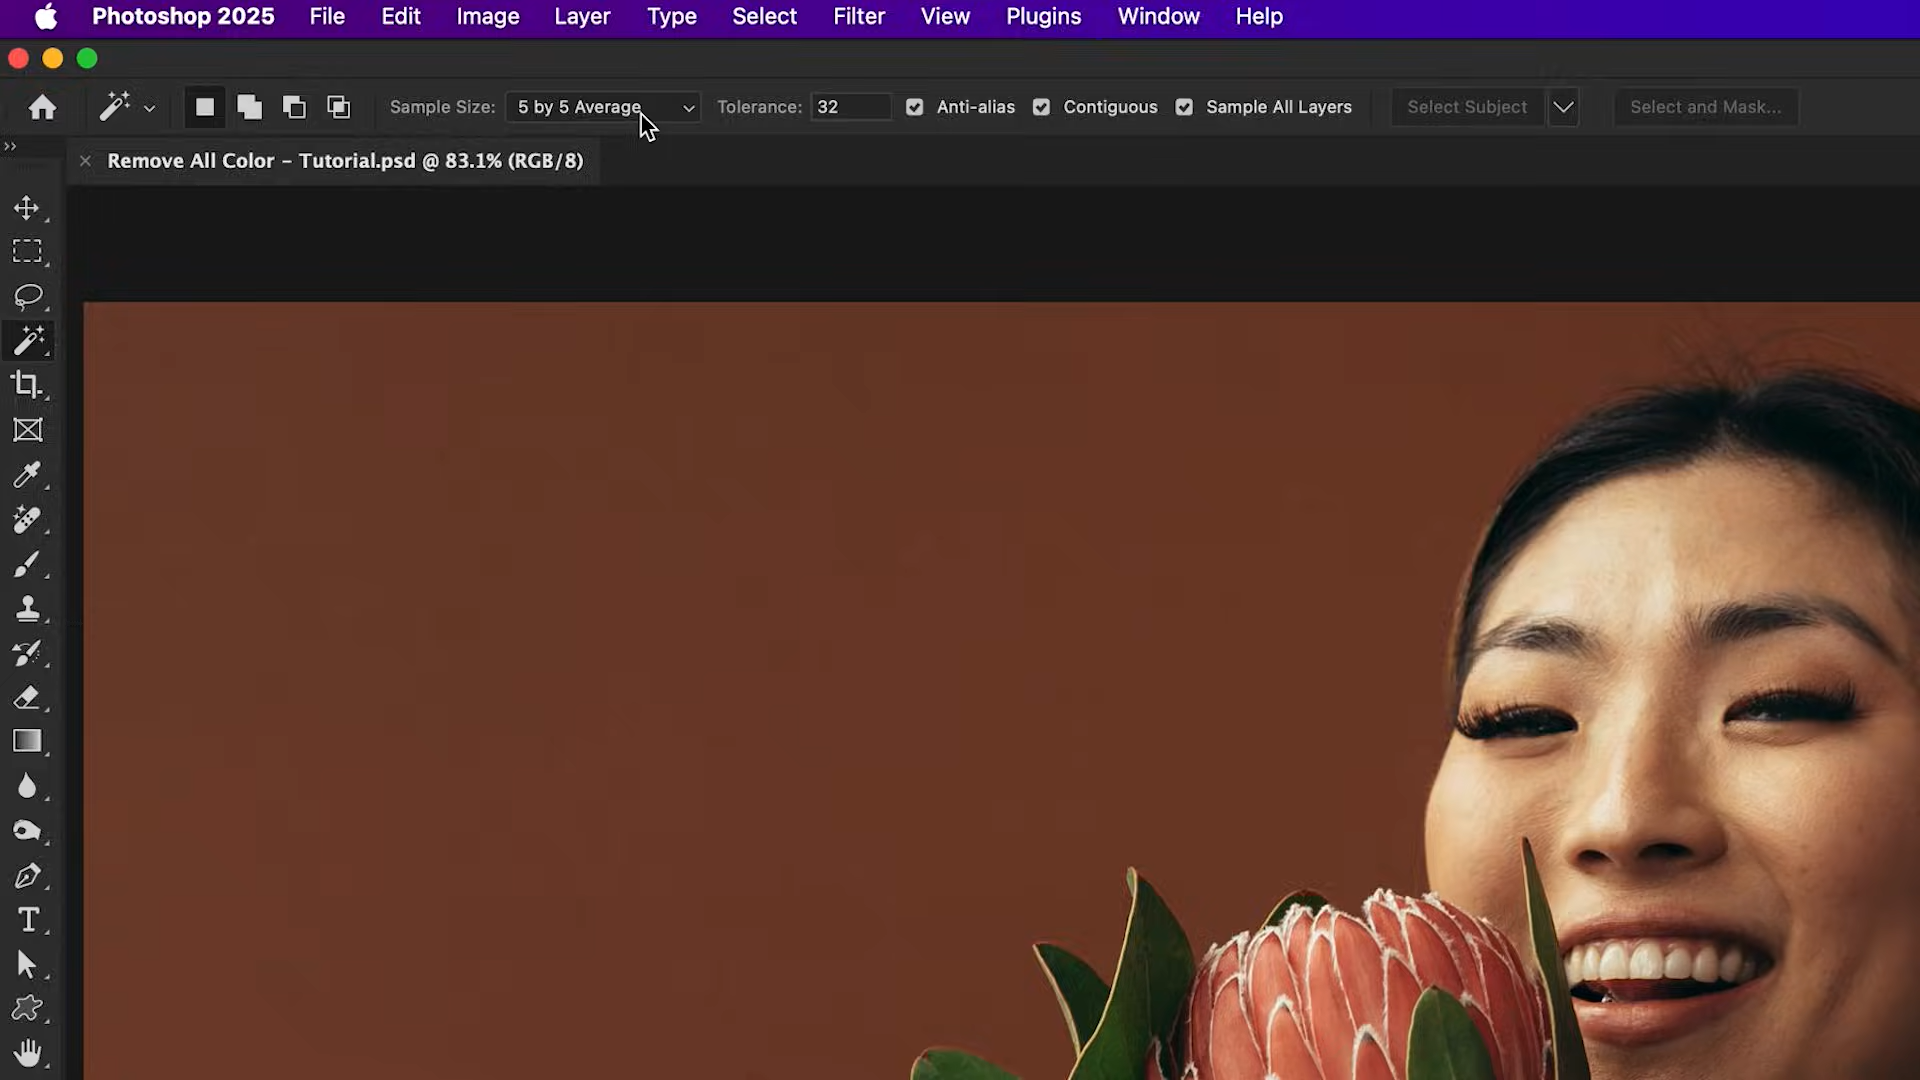 Photoshop 2025 File Edit Image Layer Type Select Filter View Plugins Window Help
Sample Size: 5 by 5 Average Tolerance: 32 Anti-alias Contiguous Sample All Layers Select Subject Select and Mask...
Remove All Color – Tutorial.psd @ 83.1% (RGB/8)